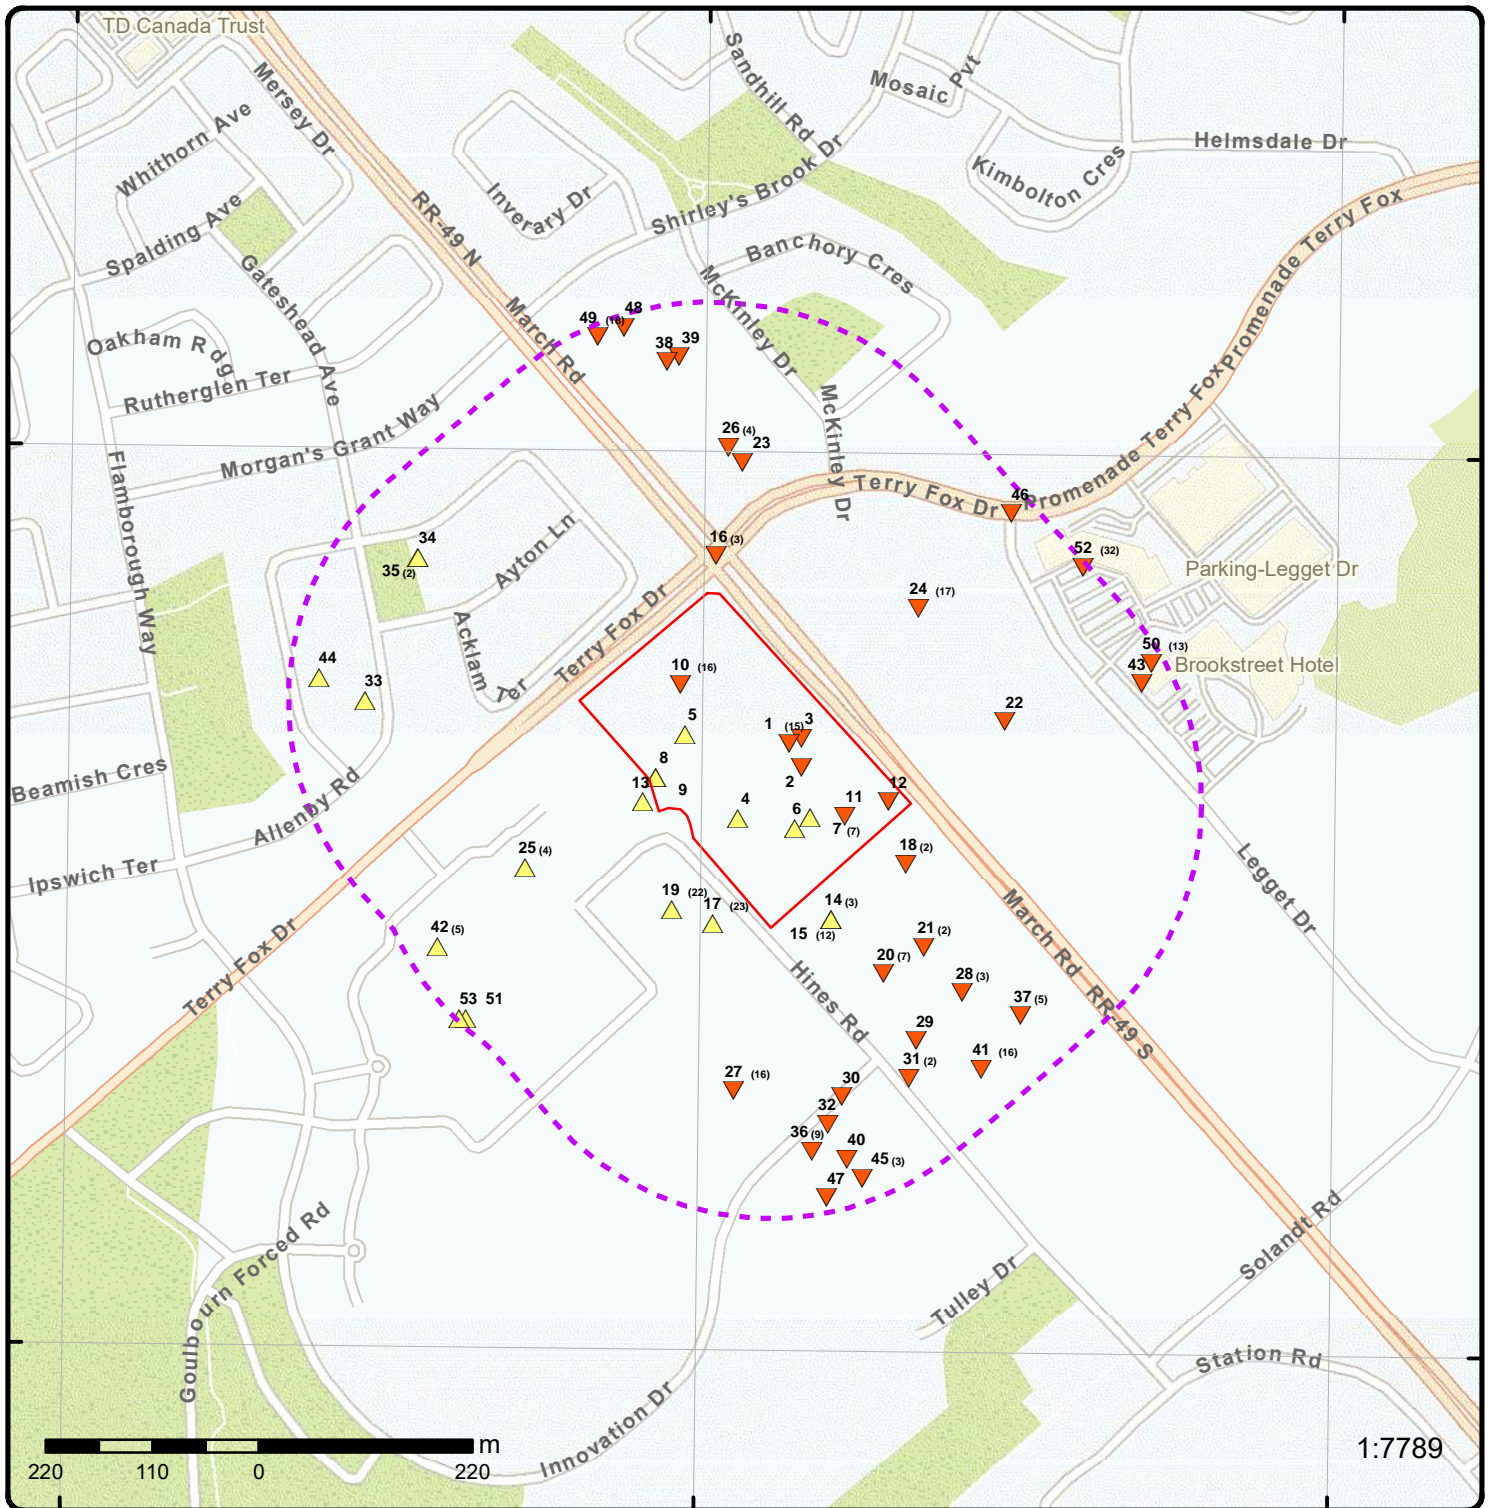 TD Canada Trust
Mersey Dr
Whithorn Ave
Spalding Ave
Gateshead Ave
Oakham Rdg
Rutherglen Ter
Morgan's Grant Way
Flamborough Way
RR-49 N
March Rd
Inverary Dr
Shirley's Brook Dr
Sandhill Rd
Mosaic Pvt
Kimbolton Cres
Helmsdale Dr
Banchory Cres
McKinley Dr
McKinley Dr
Promenade Terry Fox
Promenade Terry Fox
Terry Fox Dr
49 (18)
48
38
39
26 (4)
23
46
16 (3)
52 (32)
Parking-Legget Dr
34
35 (2)
Ayton Ln
Acklam Ter
Terry Fox Dr
24 (17)
50 (13)
43
Brookstreet Hotel
44
33
10 (16)
22
5
1 (15)
3
2
8
9
13
4
6
7 (7)
11
12
Beamish Cres
Allenby Rd
Ipswich Ter
25 (4)
18 (2)
19 (22)
17 (23)
14 (3)
15 (12)
Legget Dr
42 (5)
21 (2)
20 (7)
March Rd
Terry Fox Dr
53
51
Hines Rd
28 (3)
37 (5)
RR-49 S
29
31 (2)
41 (16)
27 (16)
30
32
36 (9)
40
45 (3)
47
Goulbourn Forced Rd
Tulley Dr
Solandt Rd
Station Rd
Innovation Dr
m
220 110 0 220
1:7789